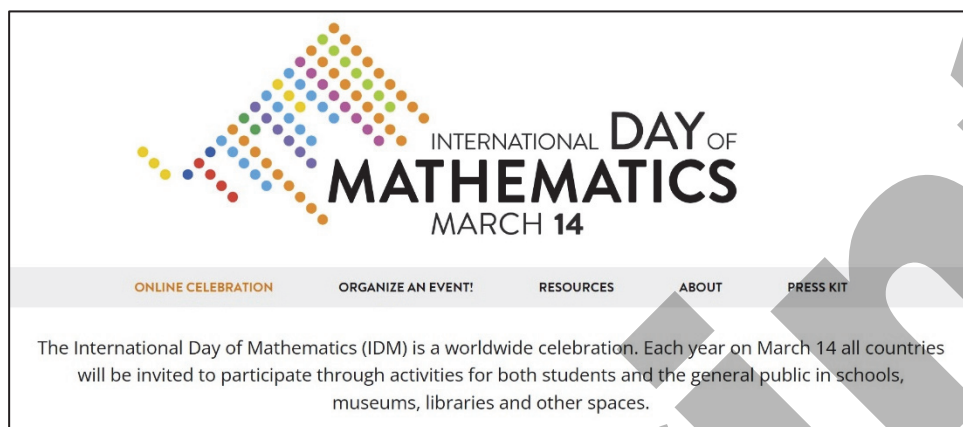 INTERNATIONAL DAY OF
MATHEMATICS
MARCH 14
ONLINE CELEBRATION ORGANIZE AN EVENT! RESOURCES ABOUT PRESS KIT
The International Day of Mathematics (IDM) is a worldwide celebration. Each year on March 14 all countries
will be invited to participate through activities for both students and the general public in schools,
museums, libraries and other spaces.